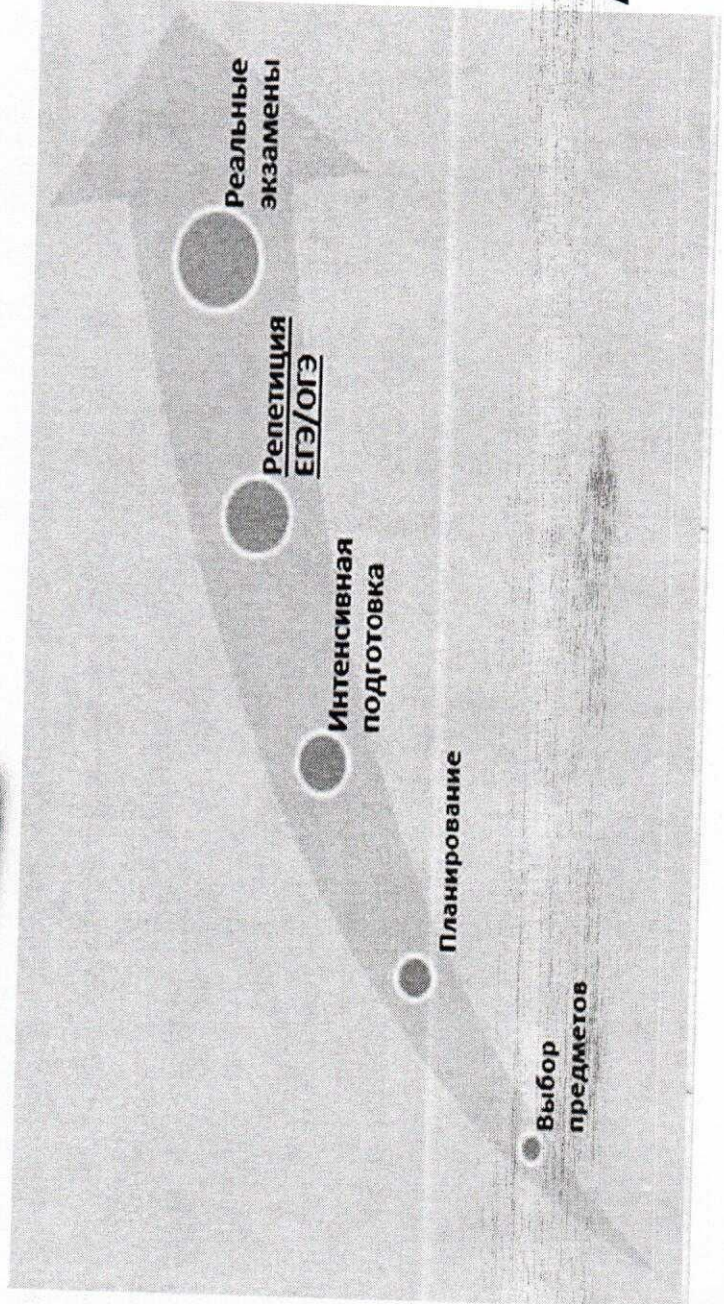 Выбор
предметов
Планирование
Интенсивная
подготовка
Репетиция
ЕГЭ/ОГЭ
Реальные
экзамены